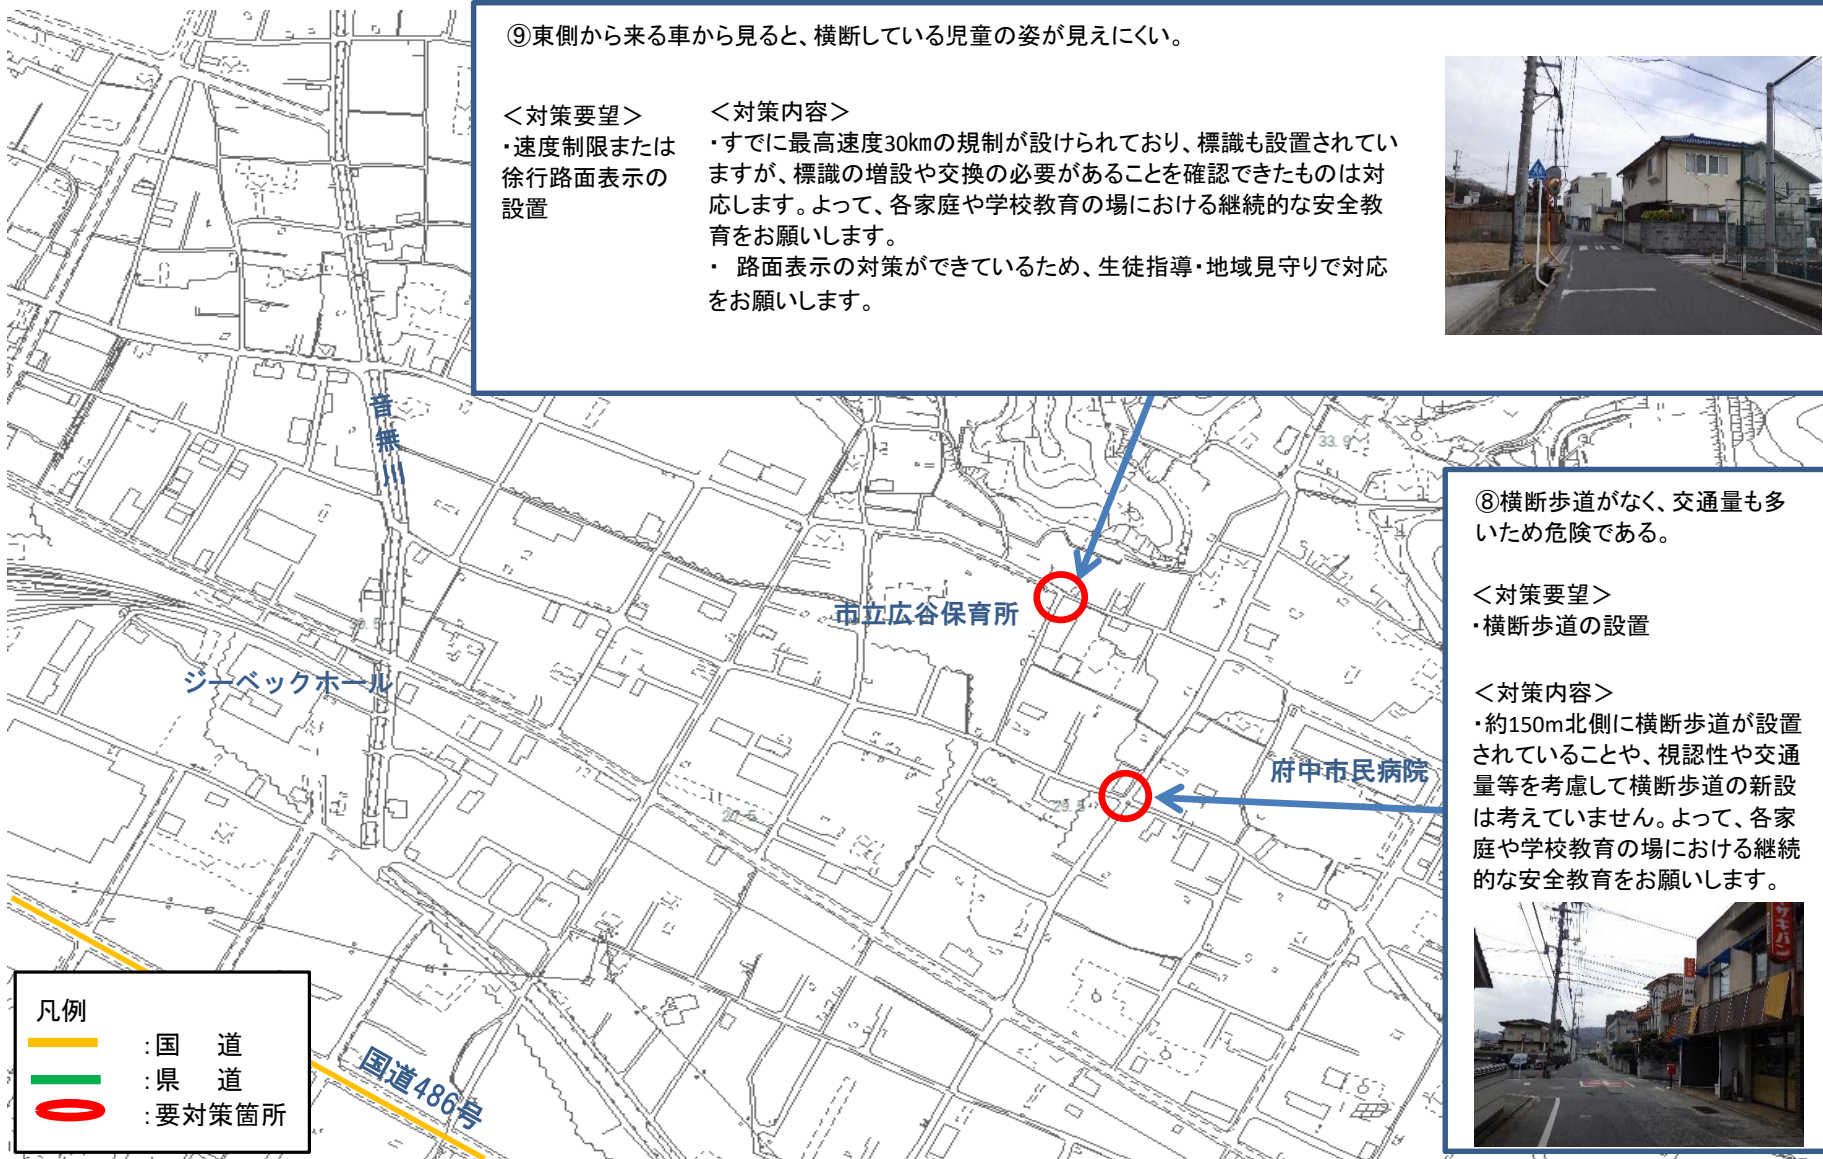 ⑨東側から来る車から見ると、横断している児童の姿が見えにくい。
＜対策要望＞
・速度制限または
徐行路面表示の
設置
＜対策内容＞
・すでに最高速度30kmの規制が設けられており、標識も設置されてい
ますが、標識の増設や交換の必要があることを確認できたものは対
応します。よって、各家庭や学校教育の場における継続的な安全教
育をお願いします。
・ 路面表示の対策ができているため、生徒指導・地域見守りで対応
をお願いします。
音無川
33.9
⑧横断歩道がなく、交通量も多
いため危険である。
＜対策要望＞
・横断歩道の設置
＜対策内容＞
・約150m北側に横断歩道が設置
されていることや、視認性や交通
量等を考慮して横断歩道の新設
は考えていません。よって、各家
庭や学校教育の場における継続
的な安全教育をお願いします。
市立広谷保育所
ジーベックホール
府中市民病院
国道486号
凡例
：国　道
：県　道
：要対策箇所